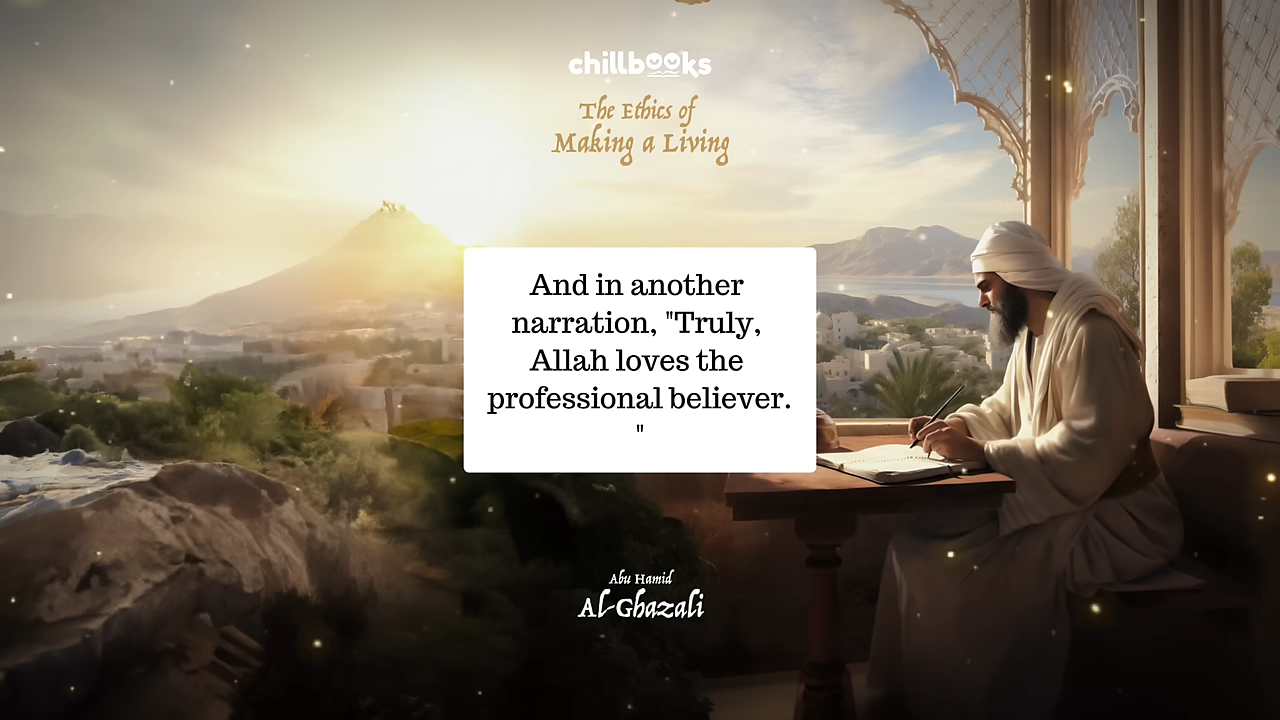 chillbooks
The Ethics of
Making a Living
And in another
narration, "Truly,
Allah loves the
professional believer.
"
Abu Hamid
Al-Ghazali